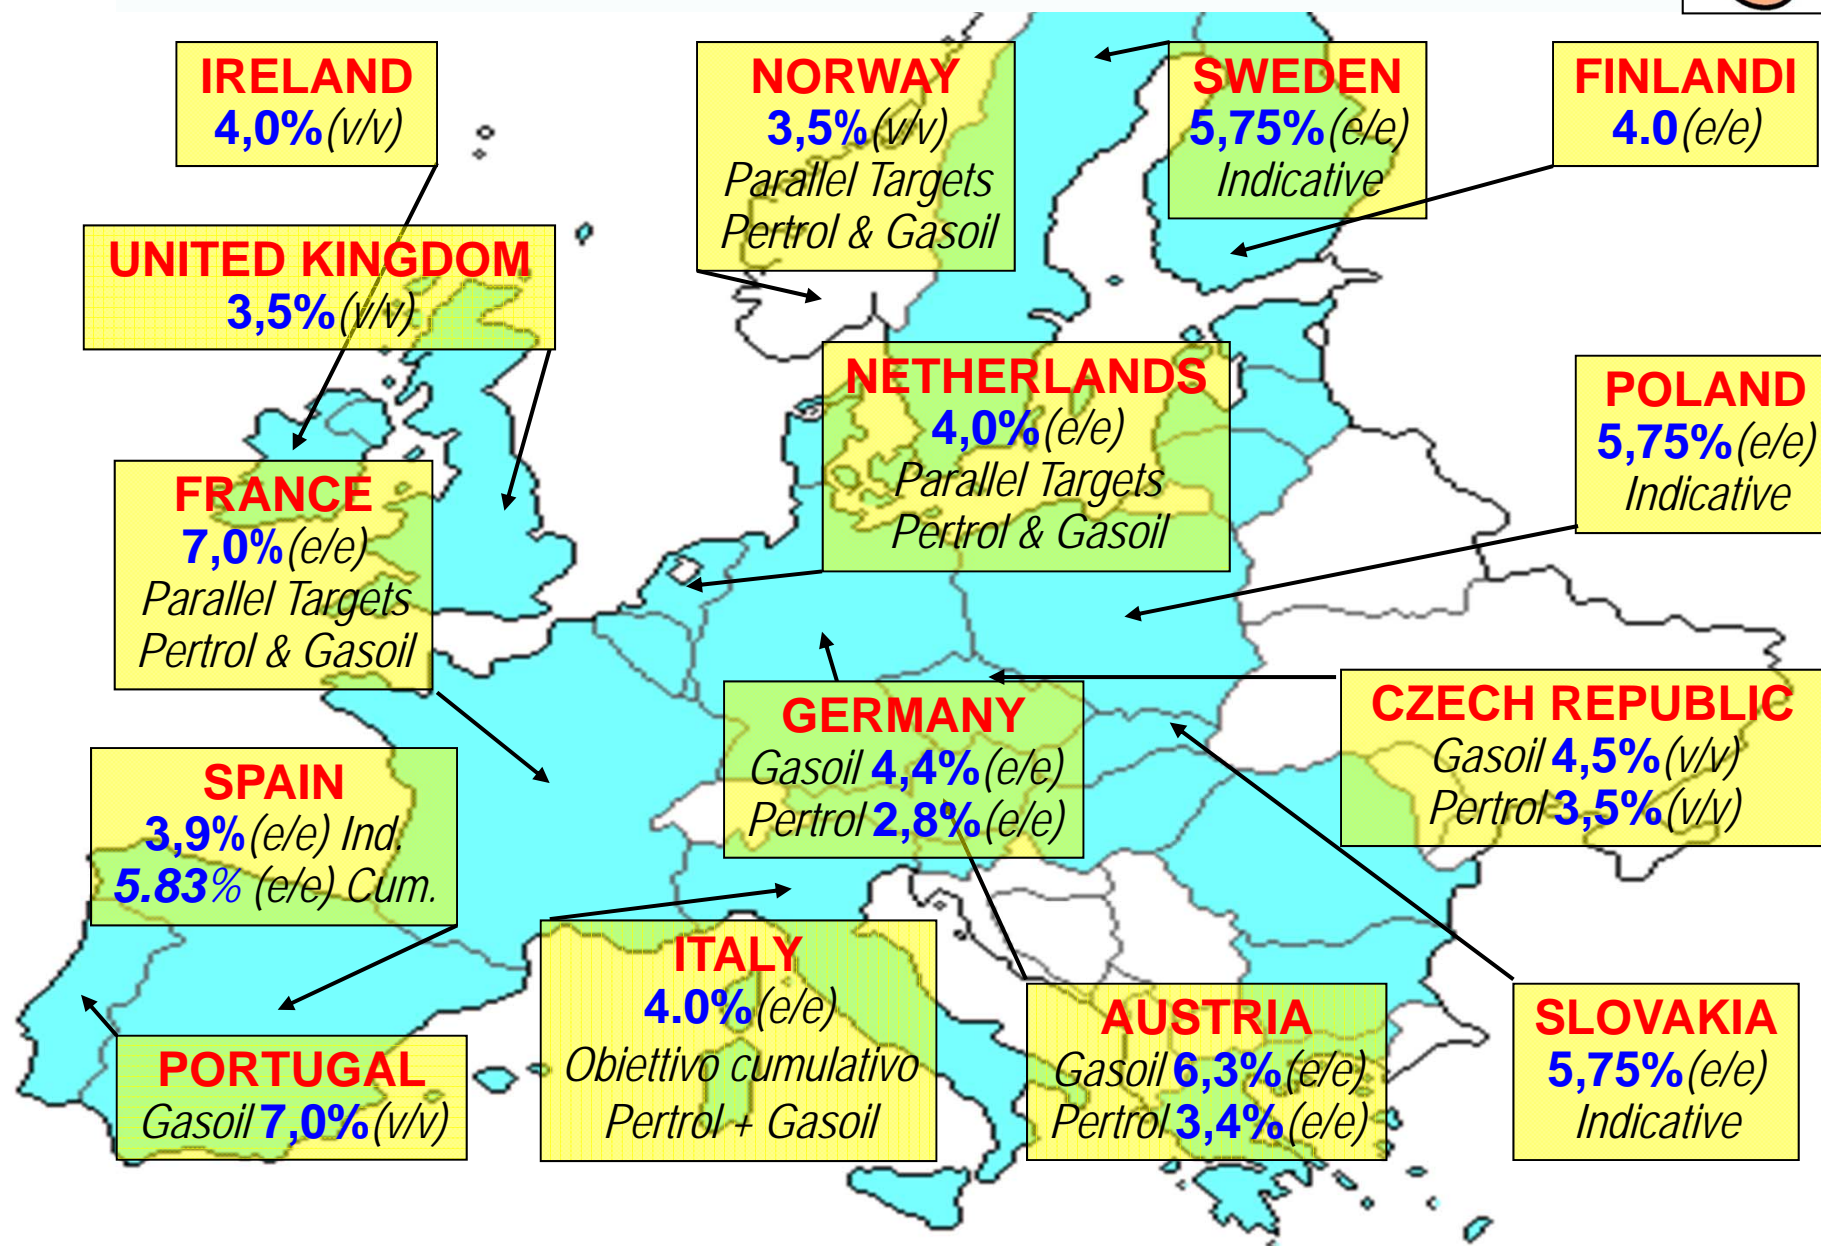 IRELAND
4,0% (v/v)
NORWAY
3,5% (v/v)
Parallel Targets
Pertrol & Gasoil
SWEDEN
5,75% (e/e)
Indicative
FINLANDI
4.0 (e/e)
UNITED KINGDOM
3,5% (v/v)
NETHERLANDS
4,0% (e/e)
Parallel Targets
Pertrol & Gasoil
POLAND
5,75% (e/e)
Indicative
FRANCE
7,0% (e/e)
Parallel Targets
Pertrol & Gasoil
GERMANY
Gasoil 4,4% (e/e)
Pertrol 2,8% (e/e)
CZECH REPUBLIC
Gasoil 4,5% (v/v)
Pertrol 3,5% (v/v)
SPAIN
3,9% (e/e) Ind.
5.83% (e/e) Cum.
ITALY
4.0% (e/e)
Obiettivo cumulativo
Pertrol + Gasoil
AUSTRIA
Gasoil 6,3% (e/e)
Pertrol 3,4% (e/e)
SLOVAKIA
5,75% (e/e)
Indicative
PORTUGAL
Gasoil 7,0% (v/v)